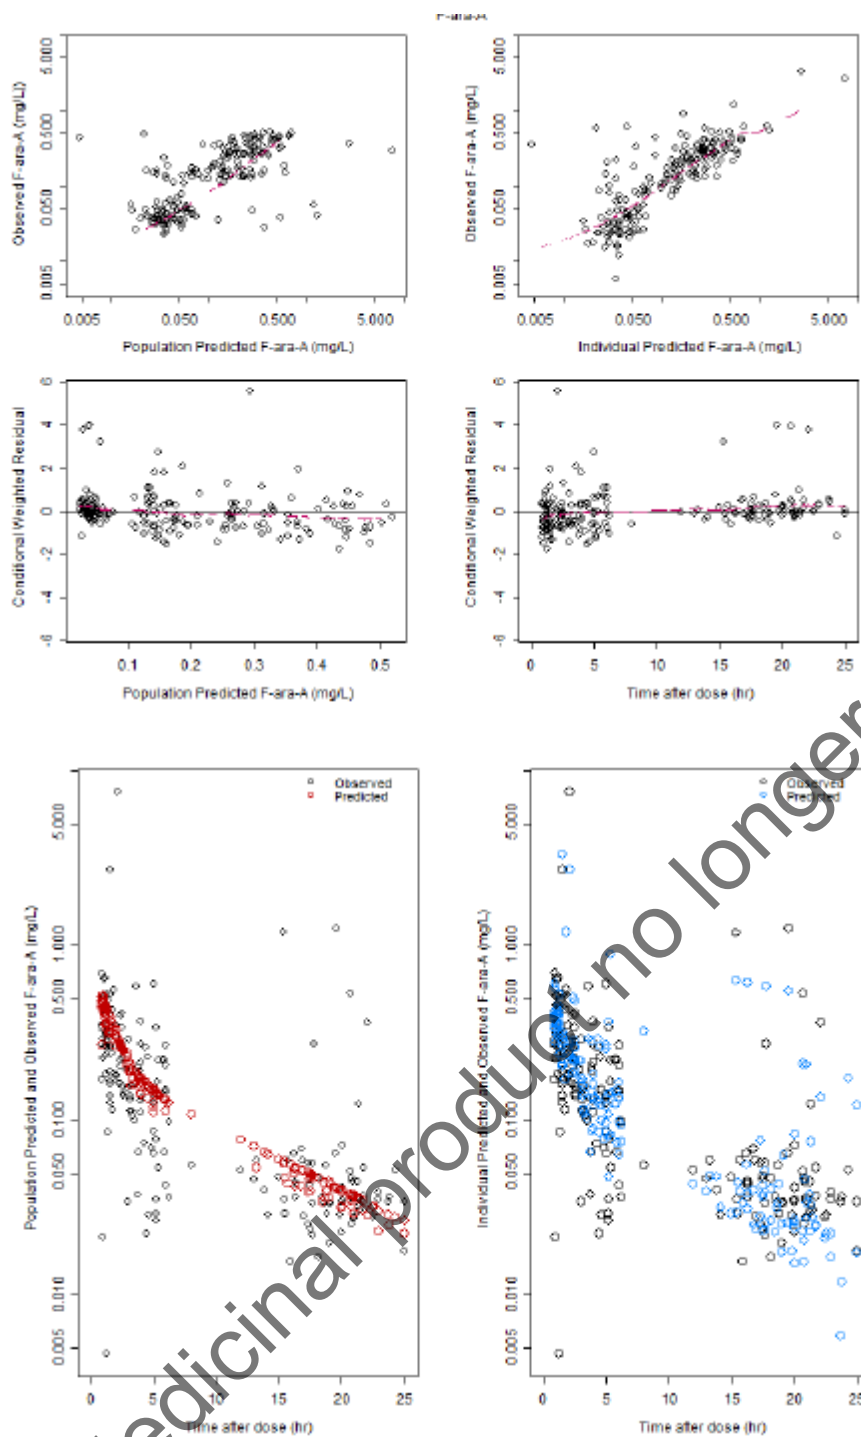 F-ara-A
Observed F-ara-A (mg/L))
5.000
0.500
0.050
0.005
0.005 0.050 0.500 5.000
Population Predicted F-ara-A (mg/L)
Observed F-ara-A (mg/L)
5.000
0.500
0.050
0.005
0.005 0.050 0.500 5.000
Individual Predicted F-ara-A (mg/L)
Conditional Weighted Residual
6
4
2
0
-2
-4
-6
0.1 0.2 0.3 0.4 0.5
Population Predicted F-ara-A (mg/L)
Conditional Weighted Residual
6
4
2
0
-2
-4
-6
0 5 10 15 20 25
Time after dose (hr)
Population Predicted and Observed F-ara-A (mg/L)
5.000
1.000
0.500
0.100
0.050
0.010
0.005
Observed
Predicted
0 5 10 15 20 25
Time after dose (hr)
Individual Predicted and Observed F-ara-A (mg/L)
5.000
1.000
0.500
0.100
0.050
0.010
0.005
Observed
Predicted
0 5 10 15 20 25
Time after dose (hr)
medicinal product no longer